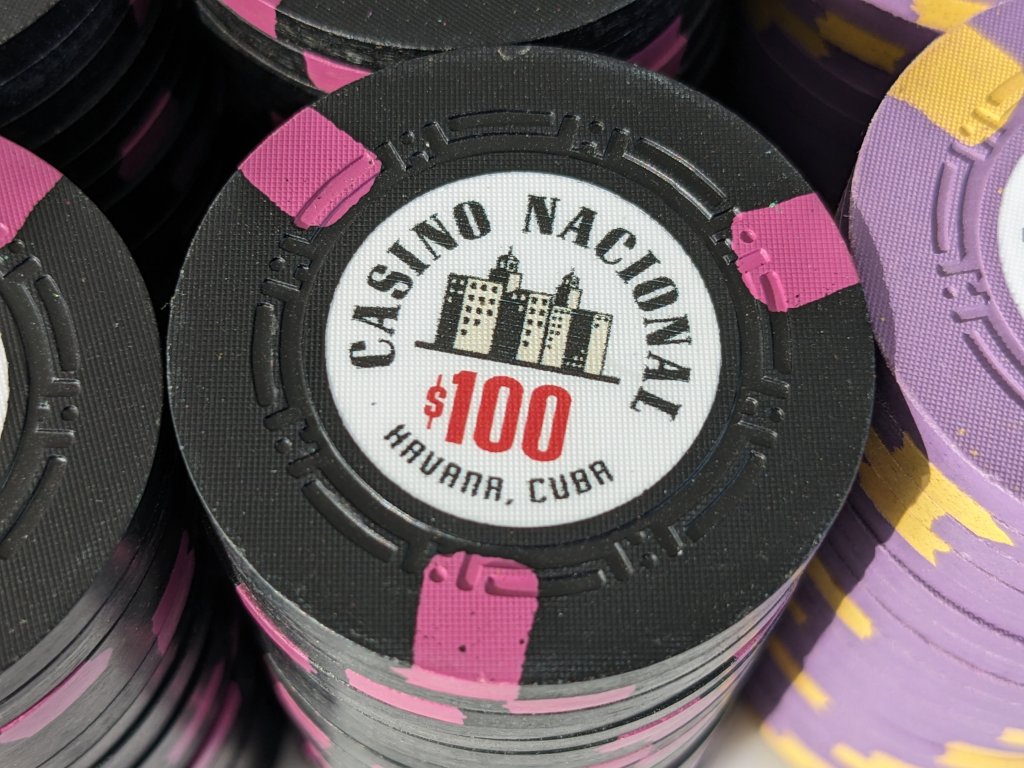 CASINO NACIONAL
$100
HAVANA, CUBA